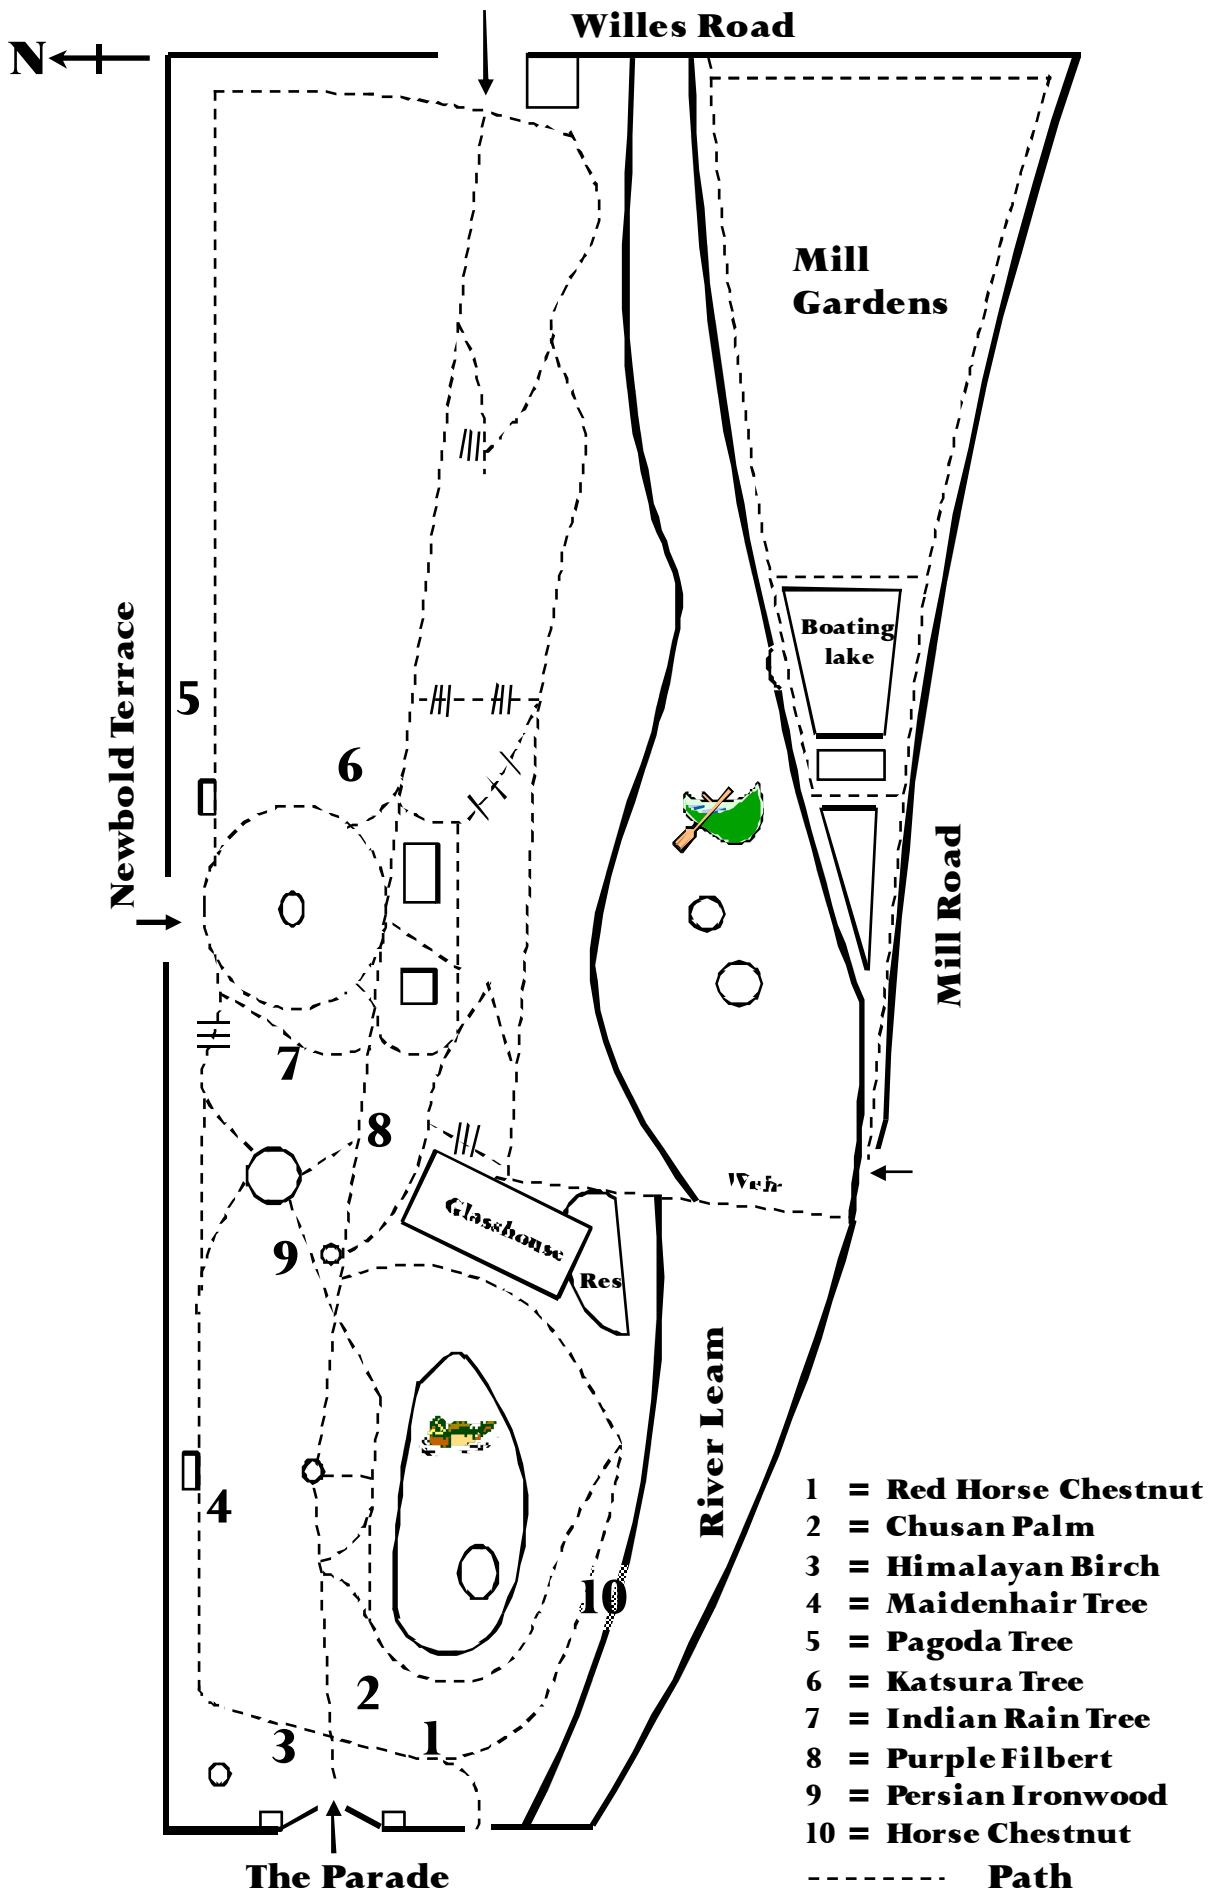 Willes Road
N
Mill
Gardens
Boating
lake
Newbold Terrace
5
6
Mill Road
7
8
Glasshouse
9
Res
River Leam
4
10
2
3
1
1 = Red Horse Chestnut
2 = Chusan Palm
3 = Himalayan Birch
4 = Maidenhair Tree
5 = Pagoda Tree
6 = Katsura Tree
7 = Indian Rain Tree
8 = Purple Filbert
9 = Persian Ironwood
10 = Horse Chestnut
The Parade
Path